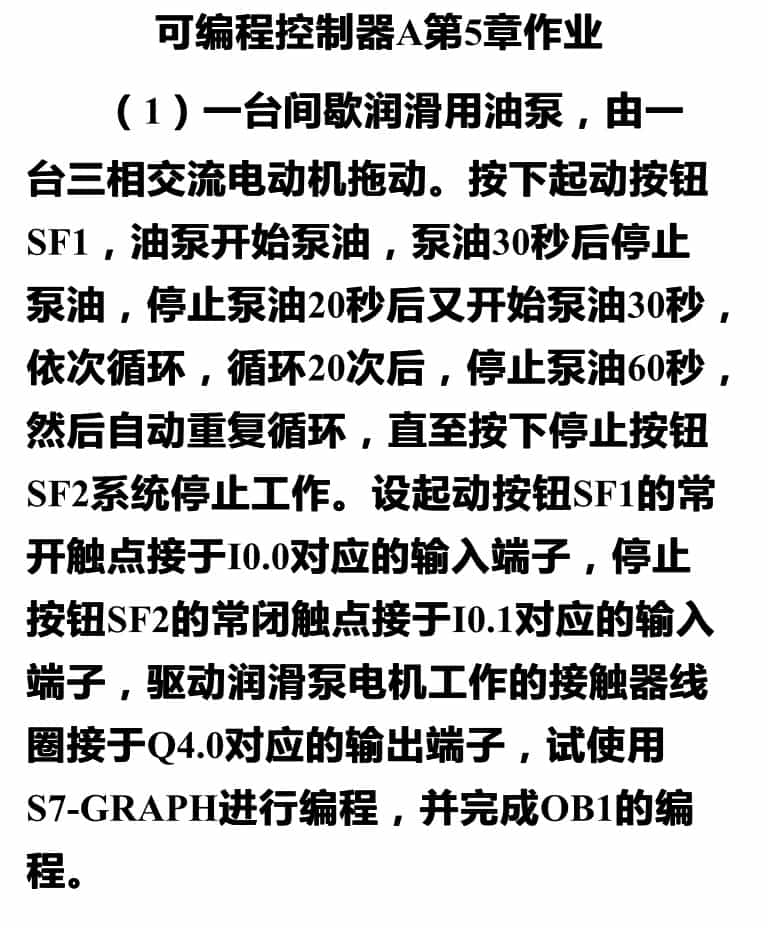 可编程控制器A第5章作业
（1）一台间歇润滑用油泵，由一
台三相交流电动机拖动。按下起动按钮
SF1，油泵开始泵油，泵油30秒后停止
泵油，停止泵油20秒后又开始泵油30秒，
依次循环，循环20次后，停止泵油60秒，
然后自动重复循环，直至按下停止按钮
SF2系统停止工作。设起动按钮SF1的常
开触点接于I0.0对应的输入端子，停止
按钮SF2的常闭触点接于I0.1对应的输入
端子，驱动润滑泵电机工作的接触器线
圈接于Q4.0对应的输出端子，试使用
S7-GRAPH进行编程，并完成OB1的编
程。